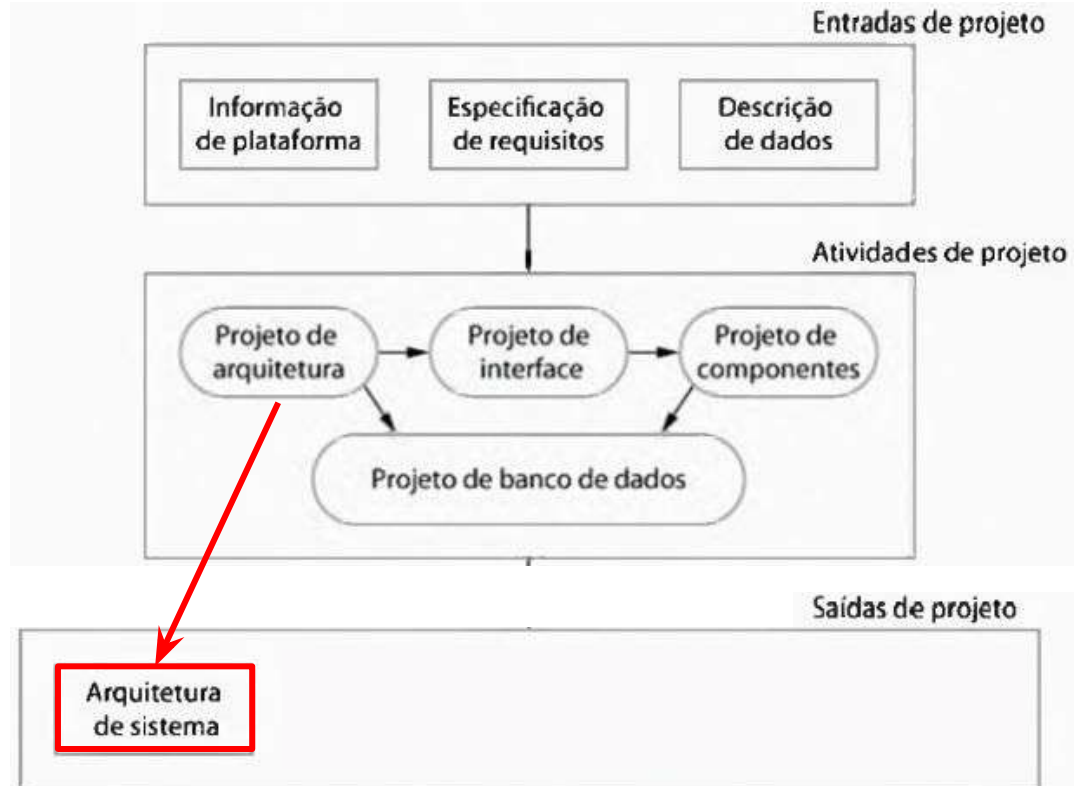 Entradas de projeto
Informação
de plataforma
Especificação
de requisitos
Descrição
de dados
Atividades de projeto
Projeto de
arquitetura
Projeto de
interface
Projeto de
componentes
Projeto de banco de dados
Saídas de projeto
Arquitetura
de sistema